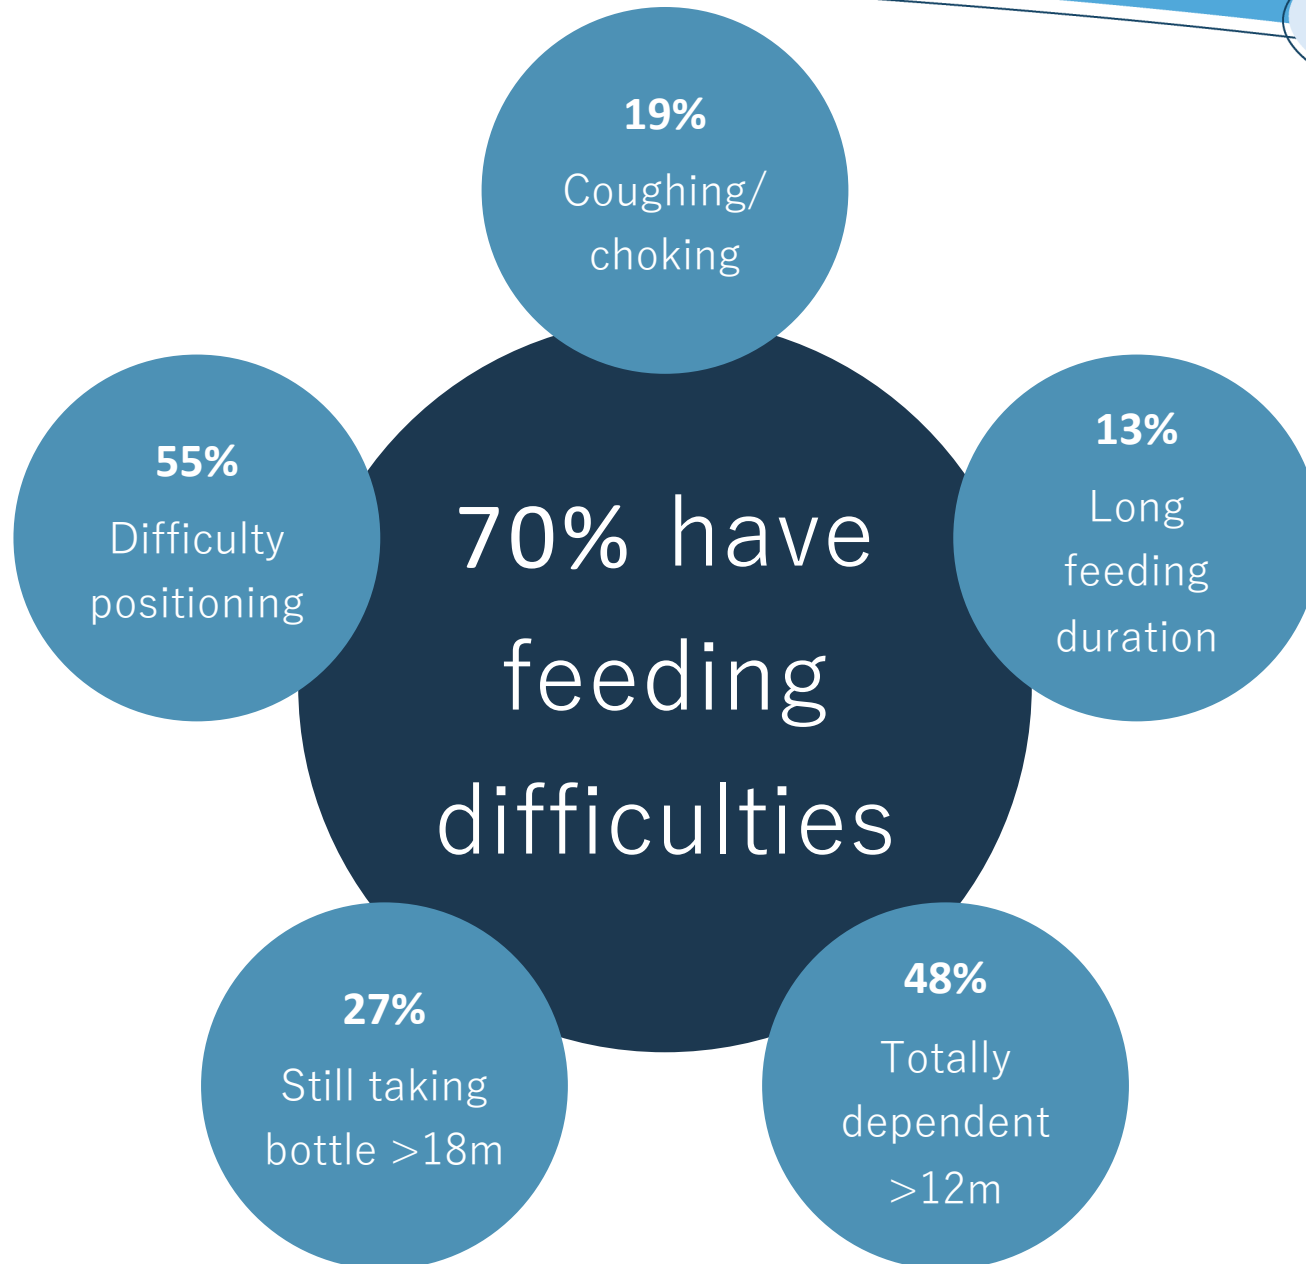 19%
Coughing/
choking
55%
Difficulty
positioning
13%
Long
feeding
duration
70% have
feeding
difficulties
27%
Still taking
bottle >18m
48%
Totally
dependent
>12m